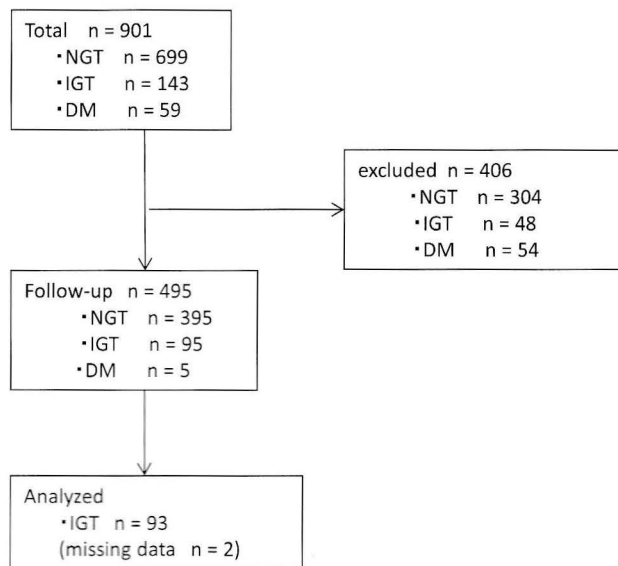 Total n = 901
・NGT n = 699
・IGT n = 143
・DM n = 59
excluded n = 406
・NGT n = 304
・IGT n = 48
・DM n = 54
Follow-up n = 495
・NGT n = 395
・IGT n = 95
・DM n = 5
Analyzed
・IGT n = 93
(missing data n = 2)